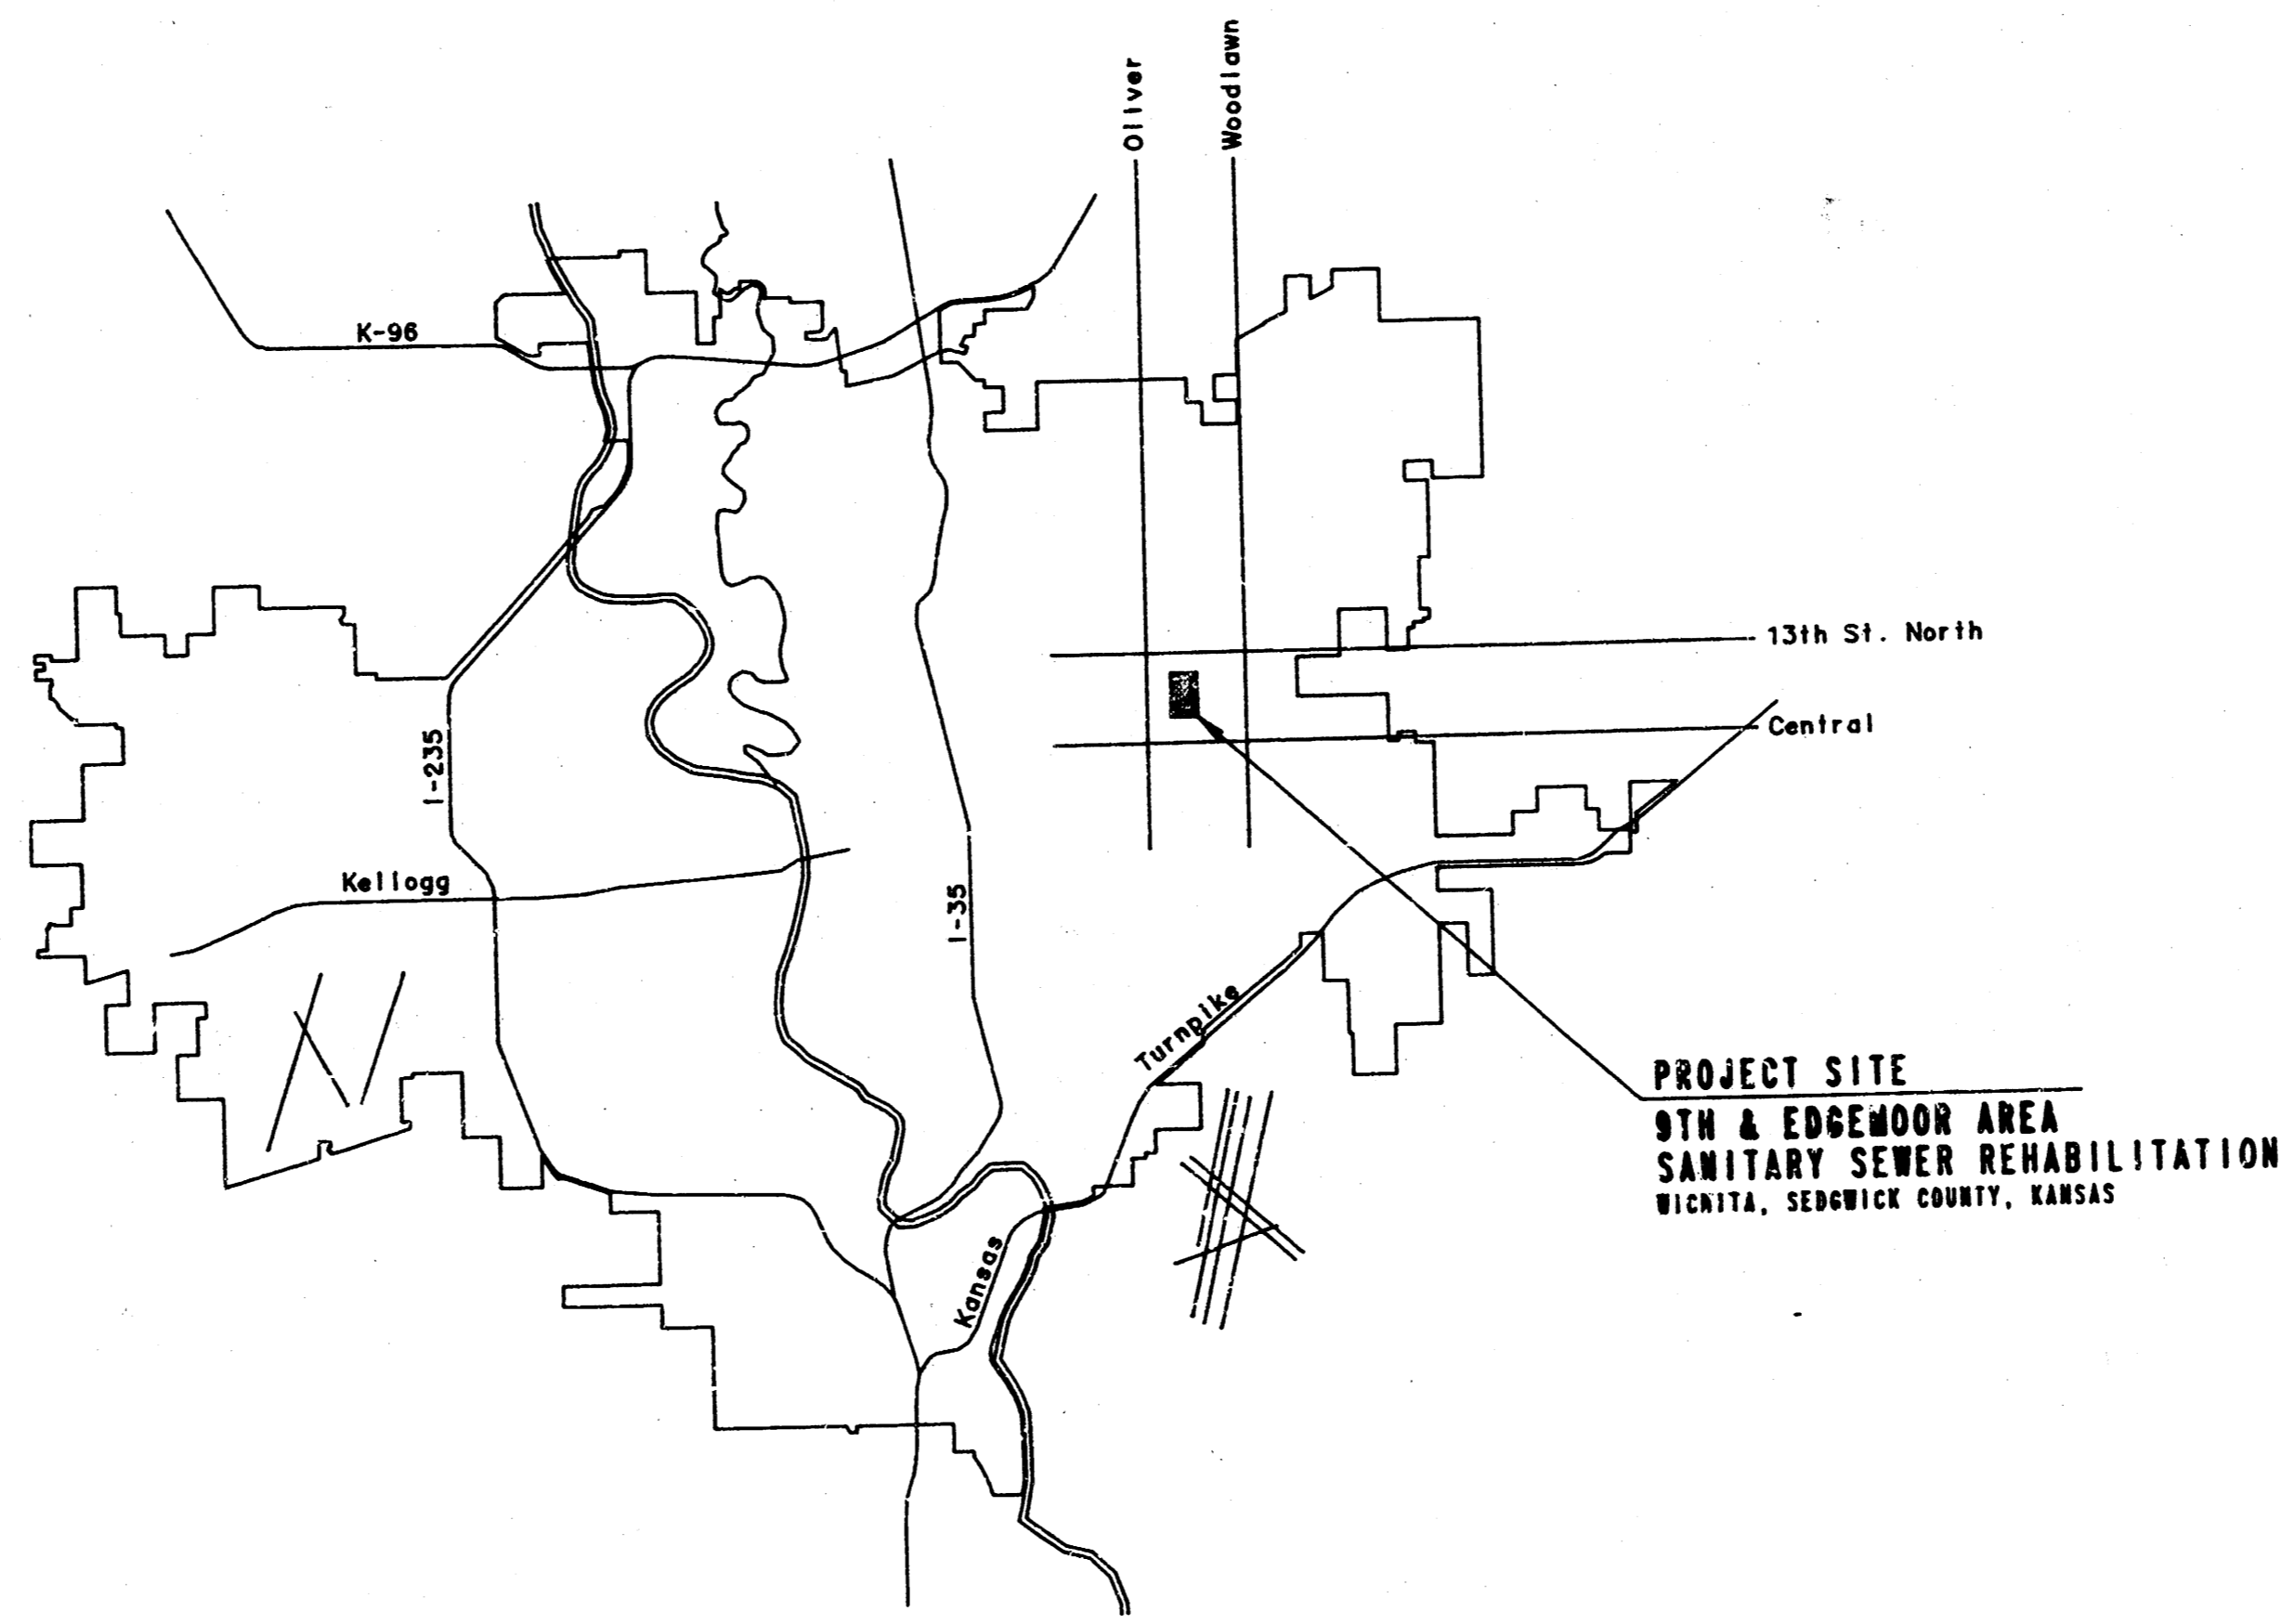 Oliver
Woodlawn
K-96
13th St. North
Central
I-235
Kellogg
I-35
Turnpike
Kansas
PROJECT SITE
9TH & EDGEMOOR AREA
SANITARY SEWER REHABILITATION
WICHITA, SEDGWICK COUNTY, KANSAS